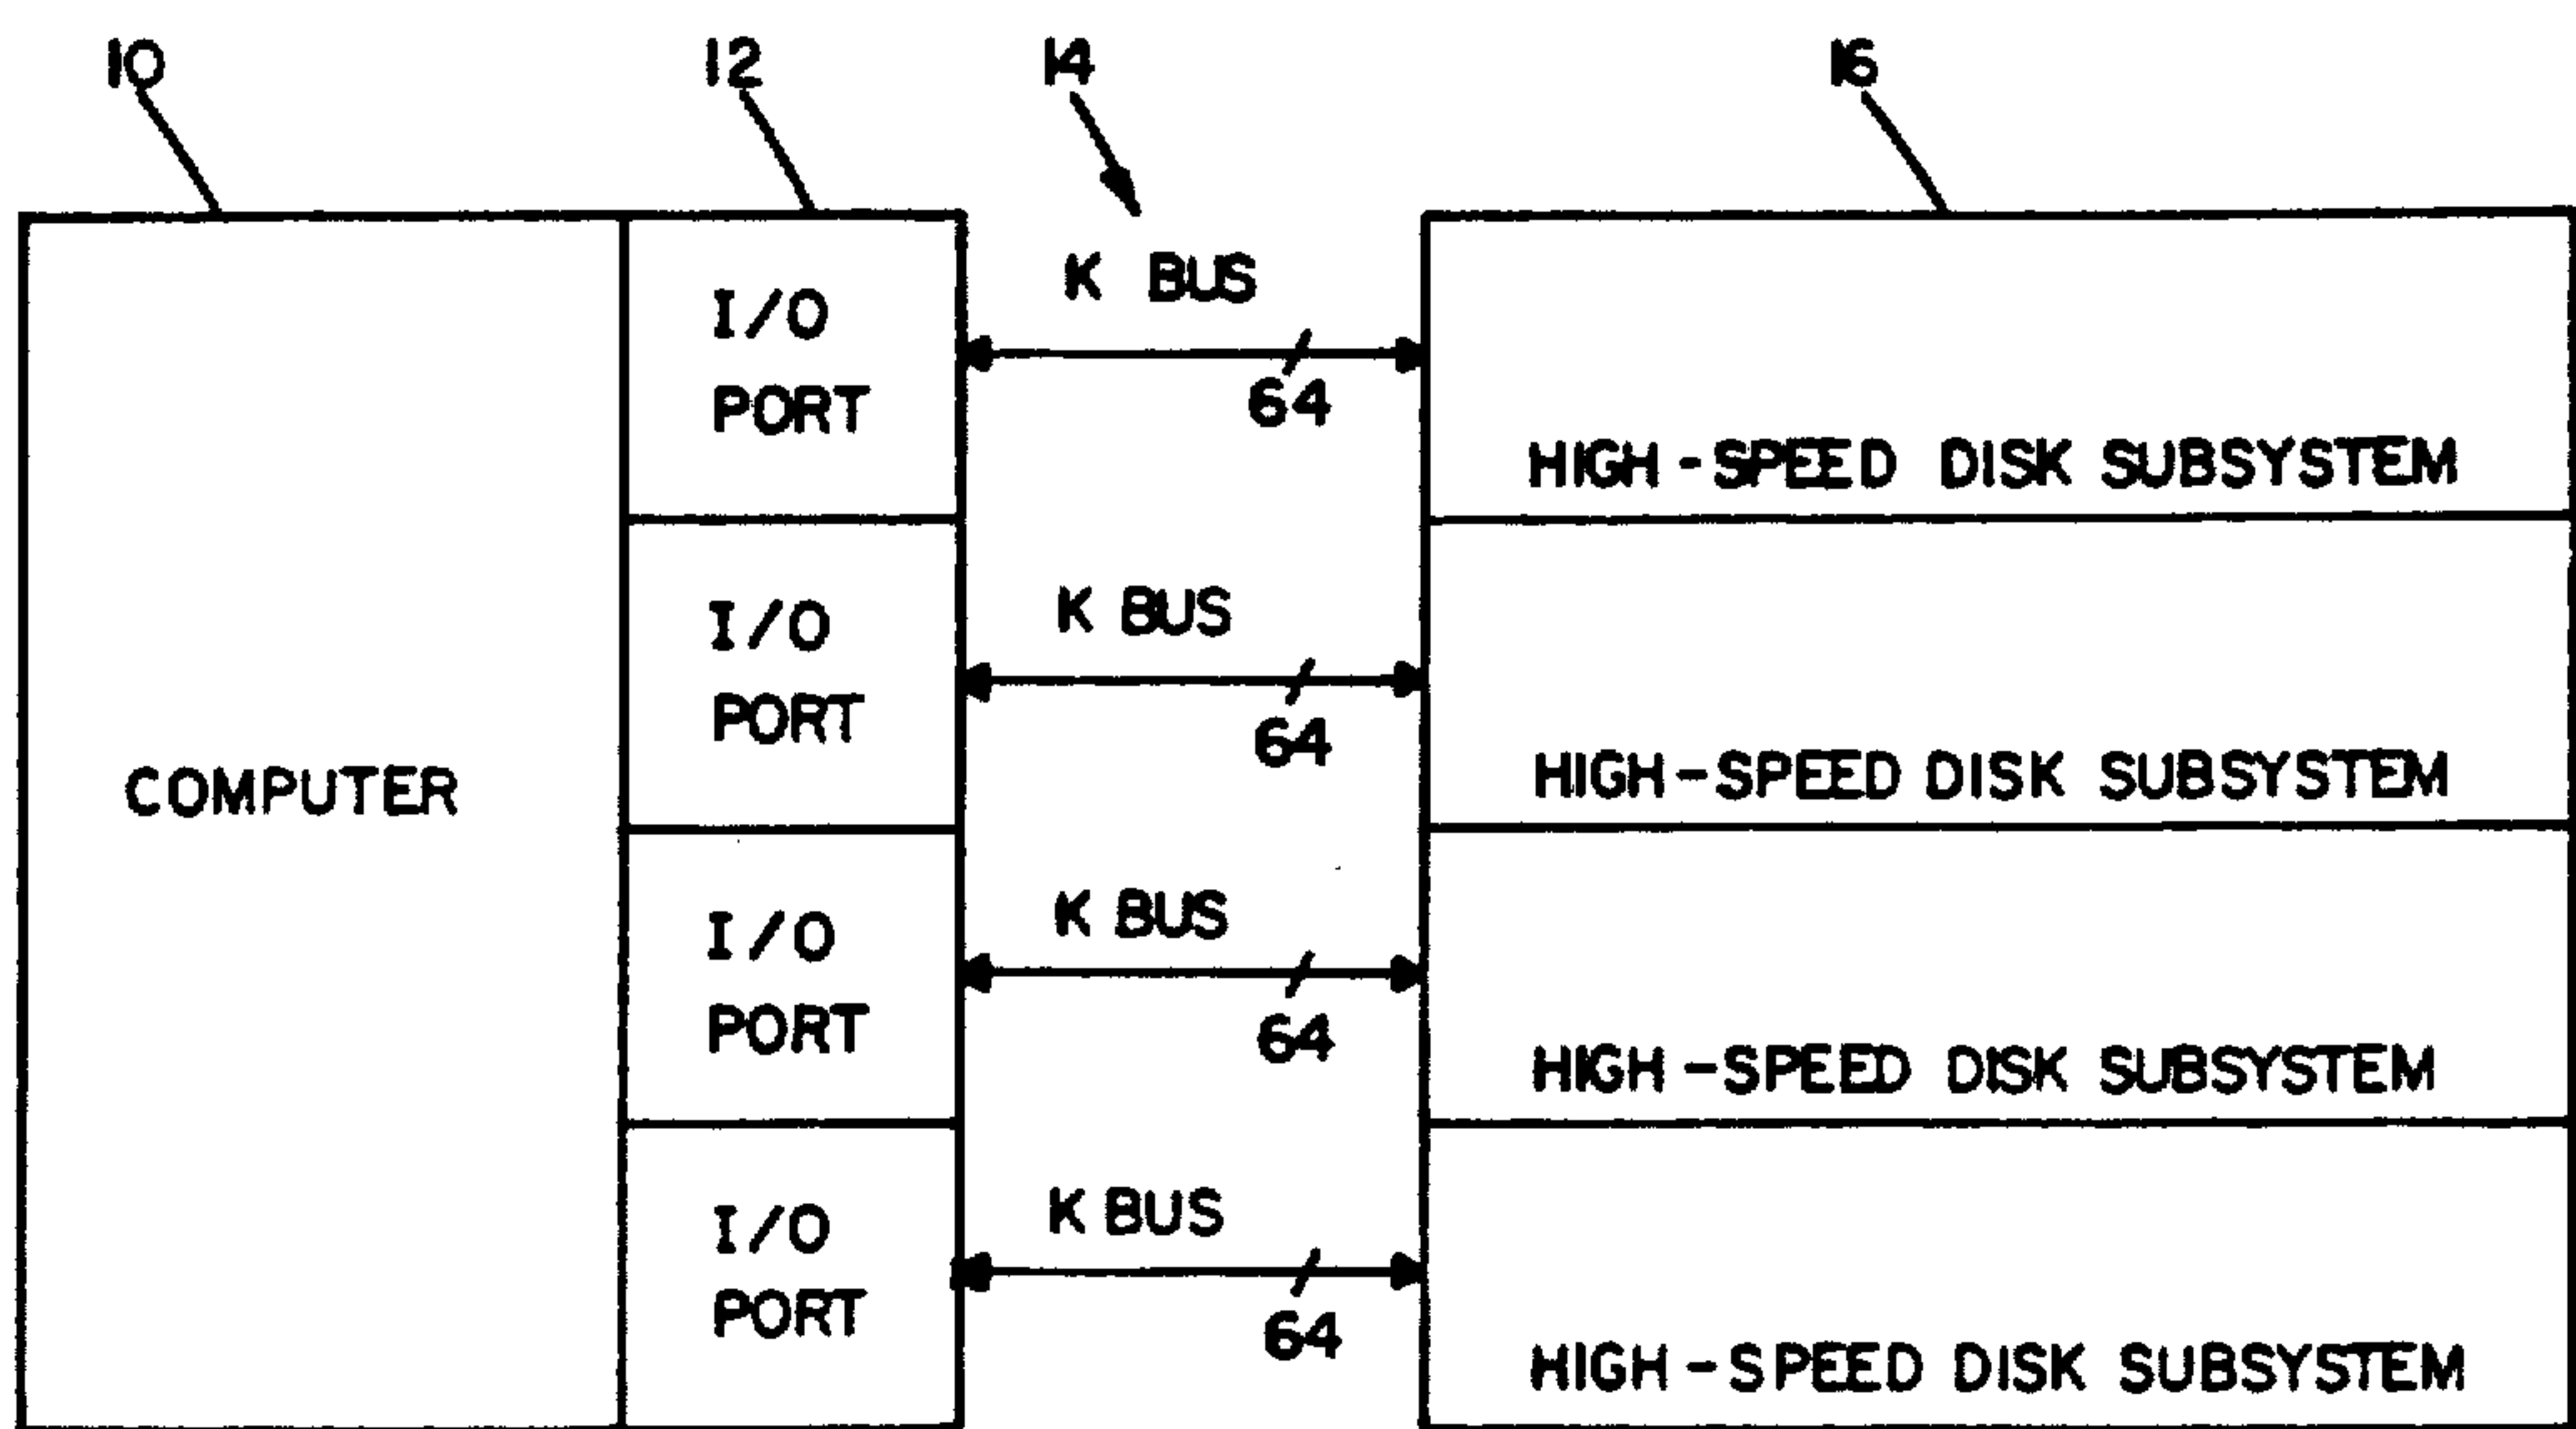 10
12
14
16
K BUS
I/O
PORT
64
HIGH-SPEED DISK SUBSYSTEM
K BUS
I/O
PORT
64
HIGH-SPEED DISK SUBSYSTEM
COMPUTER
K BUS
I/O
PORT
64
HIGH-SPEED DISK SUBSYSTEM
K BUS
I/O
PORT
64
HIGH-SPEED DISK SUBSYSTEM